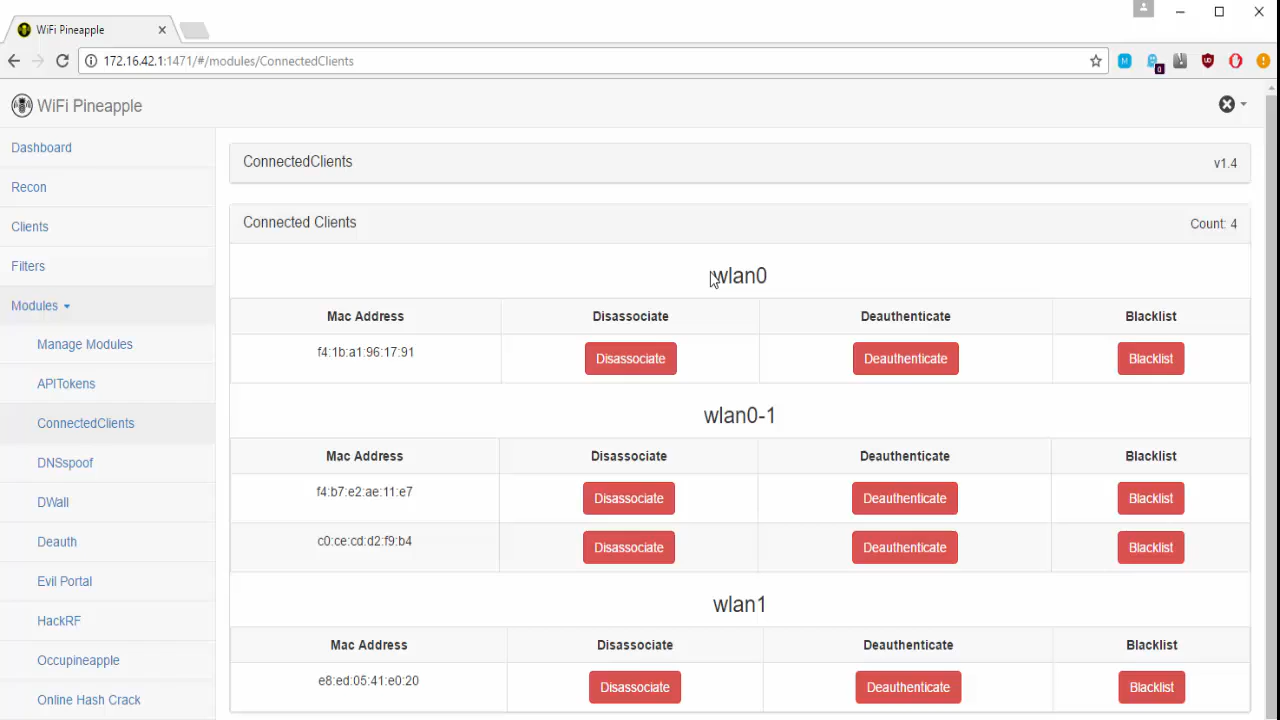 WiFi Pineapple
172.16.42.1:1471/#/modules/ConnectedClients
WiFi Pineapple
Dashboard
Recon
Clients
Filters
Modules
Manage Modules
APITokens
ConnectedClients
DNSspoof
DWall
Deauth
Evil Portal
HackRF
Occupineapple
Online Hash Crack
ConnectedClients v1.4
Connected Clients Count: 4
wlan0
Mac Address Disassociate Deauthenticate Blacklist
f4:1b:a1:96:17:91 Disassociate Deauthenticate Blacklist
wlan0-1
Mac Address Disassociate Deauthenticate Blacklist
f4:b7:e2:ae:11:e7 Disassociate Deauthenticate Blacklist
c0:ce:cd:d2:f9:b4 Disassociate Deauthenticate Blacklist
wlan1
Mac Address Disassociate Deauthenticate Blacklist
e8:ed:05:41:e0:20 Disassociate Deauthenticate Blacklist